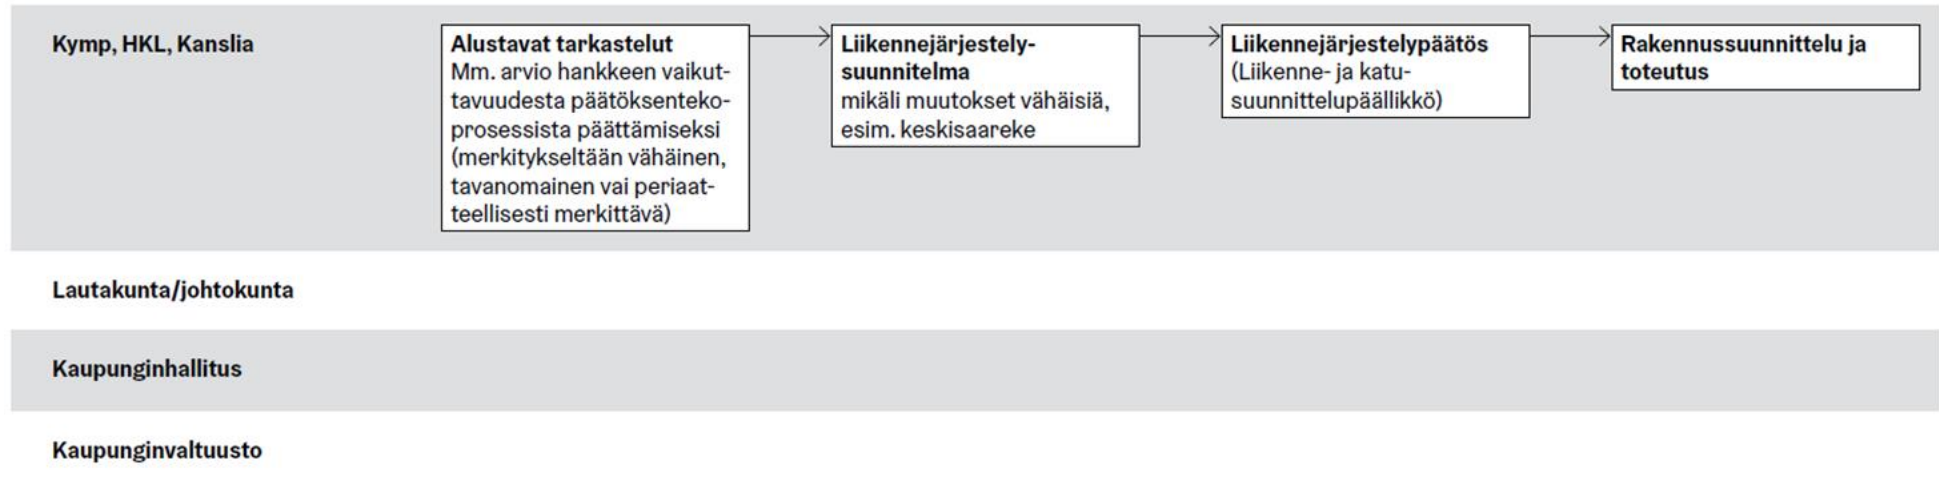 Kymp, HKL, Kanslia
Alustavat tarkastelut
Mm. arvio hankkeen vaikut-
tavuudesta päätöksenteko-
prosessista päättämiseksi
(merkitykseltään vähäinen,
tavanomainen vai periaat-
teellisesti merkittävä)
Liikennejärjestely-
suunnitelma
mikäli muutokset vähäisiä,
esim. keskisaareke
Liikennejärjestelypäätös
(Liikenne- ja katu-
suunnittelupäällikkö)
Rakennussuunnittelu ja
toteutus
Lautakunta/johtokunta
Kaupunginhallitus
Kaupunginvaltuusto